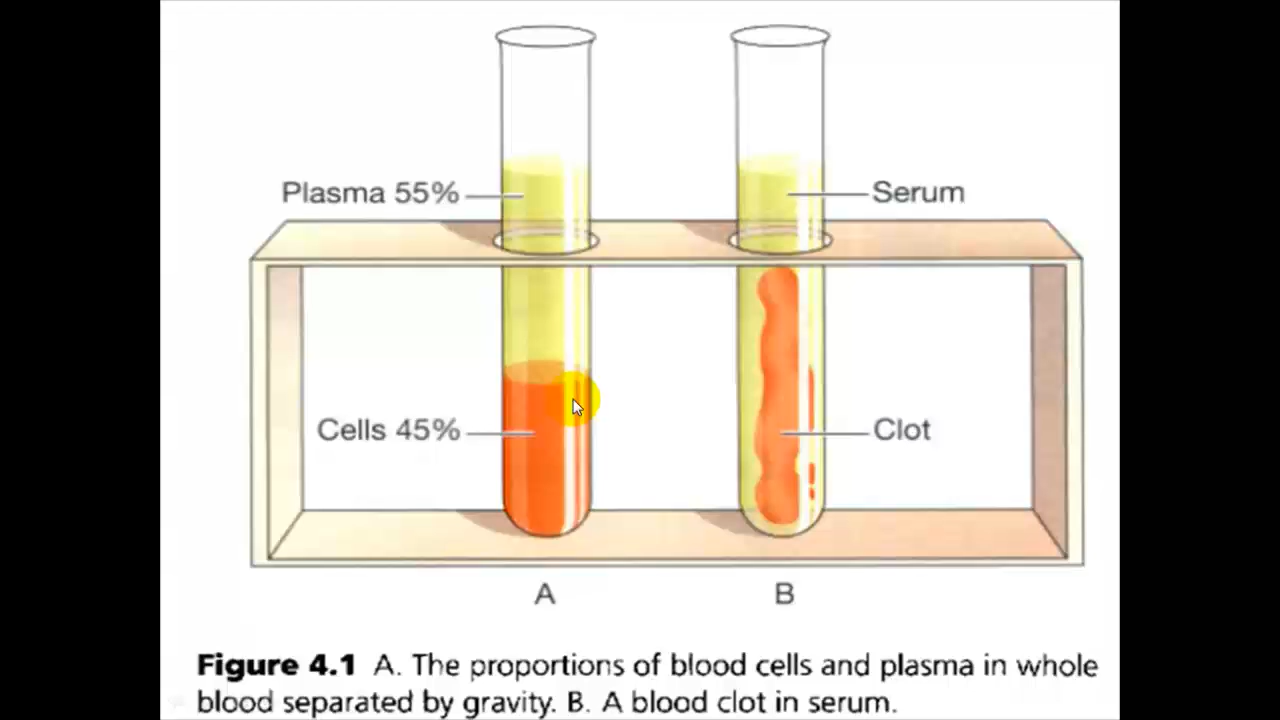 Plasma 55%
Serum
Cells 45%
Clot
A
B
Figure 4.1 A. The proportions of blood cells and plasma in whole
blood separated by gravity. B. A blood clot in serum.